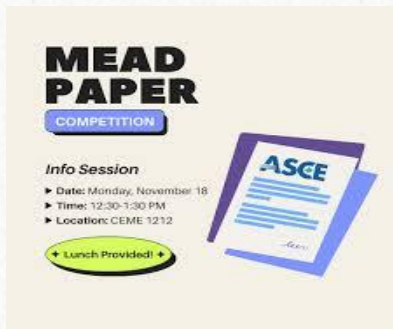 MEAD
PAPER
COMPETITION
Info Session
▸ Date: Monday, November 18
▸ Time: 12:30-1:30 PM
▸ Location: CEME 1212
✦ Lunch Provided! ✦
ASCE